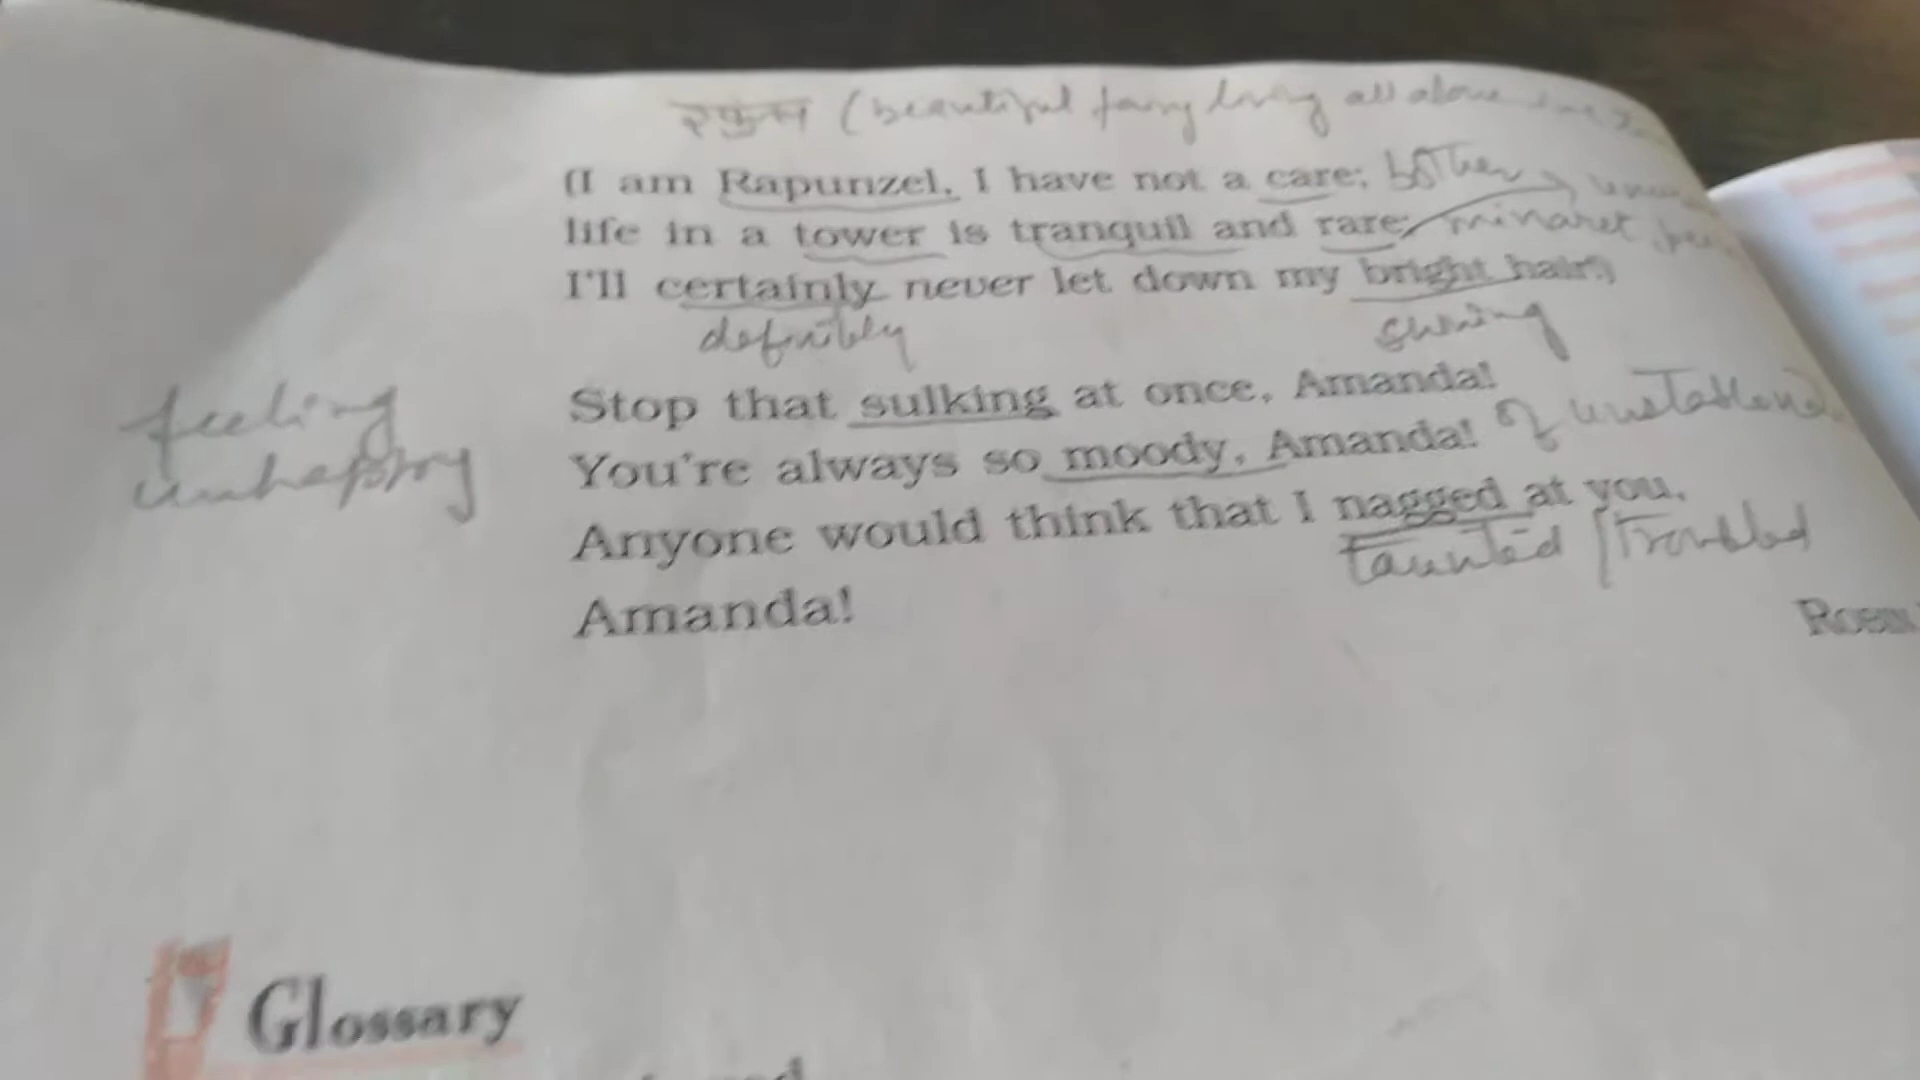 (beautiful fairy living all alone
(I am Rapunzel, I have not a care; bother
life in a tower is tranquil and rare; minaret
I'll certainly never let down my bright hair!)
definitely shining
Stop that sulking at once, Amanda!
feeling
You're always so moody, Amanda! of
unhappy
Anyone would think that I nagged at you,
taunted / Troubled
Amanda!
Glossary